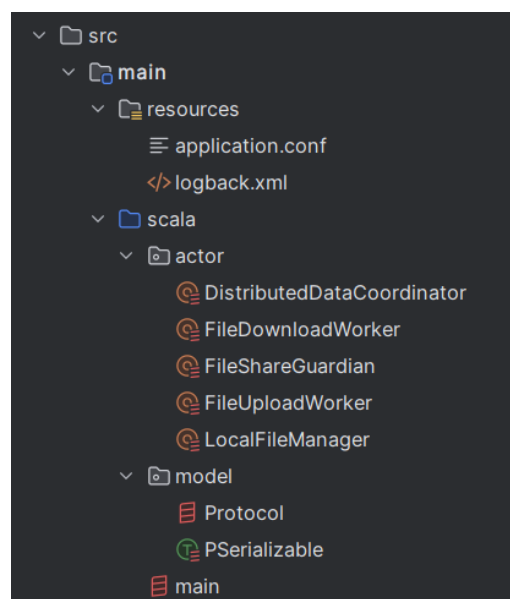 src
main
resources
application.conf
logback.xml
scala
actor
DistributedDataCoordinator
FileDownloadWorker
FileShareGuardian
FileUploadWorker
LocalFileManager
model
Protocol
PSerializable
main